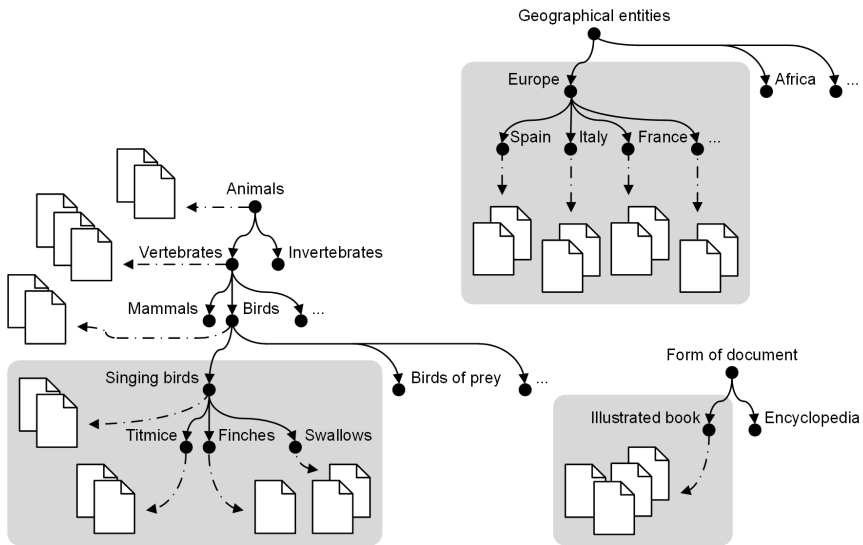 Geographical entities
Europe
Africa
...
Spain
Italy
France
...
Animals
Vertebrates
Invertebrates
Mammals
Birds
...
Singing birds
Birds of prey
...
Titmice
Finches
Swallows
Form of document
Illustrated book
Encyclopedia